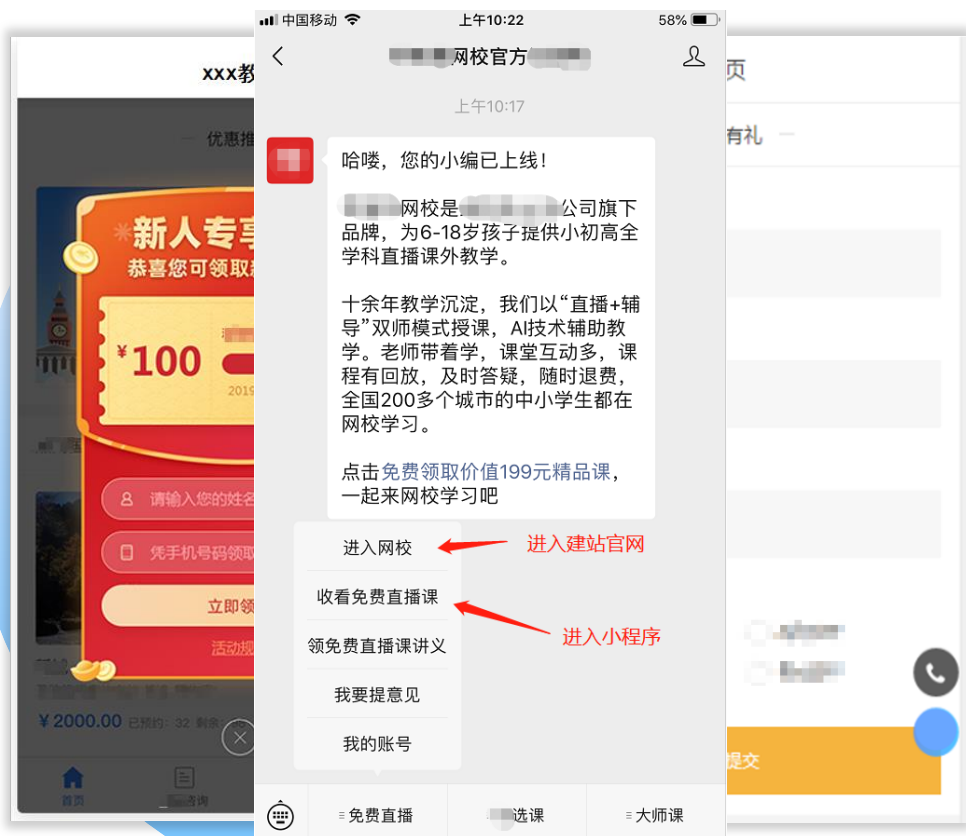 中国移动
上午10:22
58%
网校官方
上午10:17
哈喽，您的小编已上线！
网校是
公司旗下
品牌，为6-18岁孩子提供小初高全
学科直播课外教学。
十余年教学沉淀，我们以“直播+辅
导”双师模式授课，AI技术辅助教
学。老师带着学，课堂互动多，课
程有回放，及时答疑，随时退费，
全国200多个城市的中小学生都在
网校学习。
点击免费领取价值199元精品课，
一起来网校学习吧
进入网校
进入建站官网
收看免费直播课
进入小程序
领免费直播课讲义
我要提意见
我的账号
免费直播
选课
大师课
xxx教
优惠推
新人专享
恭喜您可领取
¥100
2019
请输入您的姓名
凭手机号码领取
立即领
活动规
¥2000.00
已预约：32
剩余
首页
咨询
页
有礼
提交